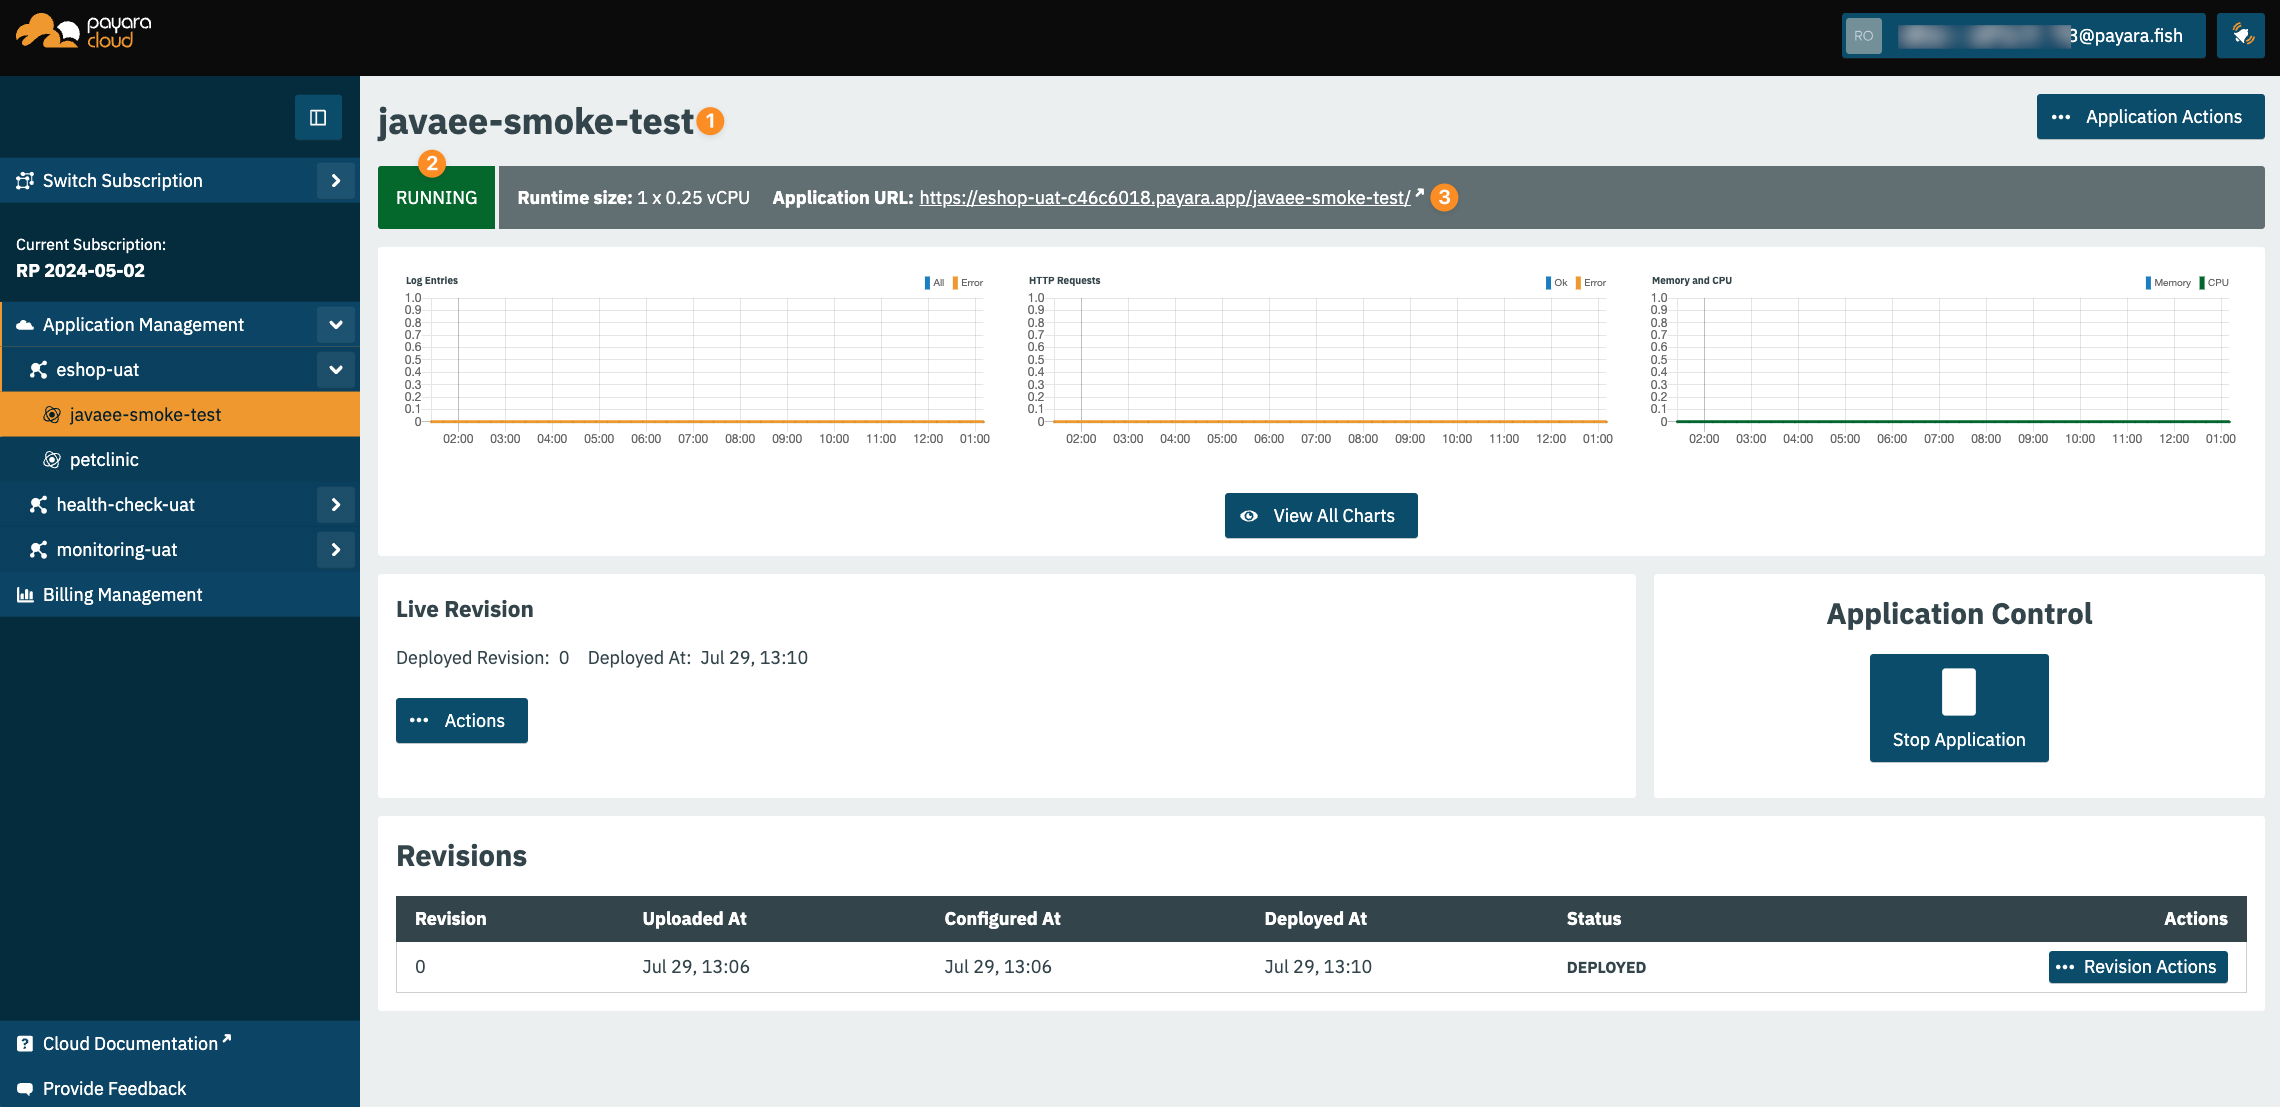 payara
cloud
RO
3@payara.fish
Switch Subscription
Current Subscription:
RP 2024-05-02
Application Management
eshop-uat
javaee-smoke-test
petclinic
health-check-uat
monitoring-uat
Billing Management
Cloud Documentation
Provide Feedback
javaee-smoke-test 1
Application Actions
2
RUNNING
Runtime size: 1 x 0.25 vCPU Application URL: https://eshop-uat-c46c6018.payara.app/javaee-smoke-test/ 3
Log Entries
All Error
1.0
0.9
0.8
0.7
0.6
0.5
0.4
0.3
0.2
0.1
0
02:00 03:00 04:00 05:00 06:00 07:00 08:00 09:00 10:00 11:00 12:00 01:00
HTTP Requests
Ok Error
1.0
0.9
0.8
0.7
0.6
0.5
0.4
0.3
0.2
0.1
0
02:00 03:00 04:00 05:00 06:00 07:00 08:00 09:00 10:00 11:00 12:00 01:00
Memory and CPU
Memory CPU
1.0
0.9
0.8
0.7
0.6
0.5
0.4
0.3
0.2
0.1
0
02:00 03:00 04:00 05:00 06:00 07:00 08:00 09:00 10:00 11:00 12:00 01:00
View All Charts
Live Revision
Deployed Revision: 0 Deployed At: Jul 29, 13:10
Actions
Application Control
Stop Application
Revisions
Revision Uploaded At Configured At Deployed At Status Actions
0 Jul 29, 13:06 Jul 29, 13:06 Jul 29, 13:10 DEPLOYED Revision Actions